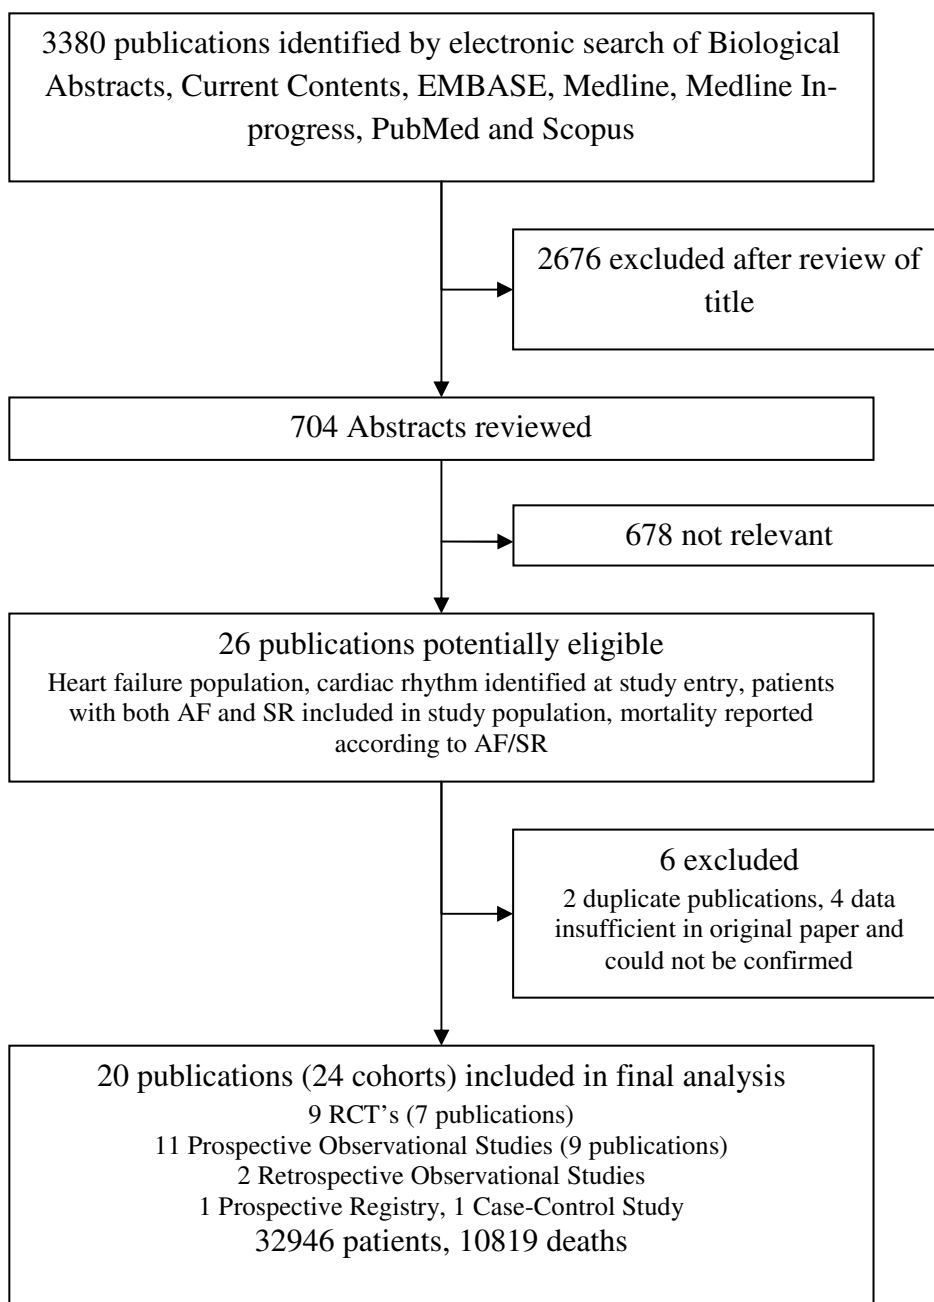 3380 publications identified by electronic search of Biological
Abstracts, Current Contents, EMBASE, Medline, Medline In-
progress, PubMed and Scopus
2676 excluded after review of
title
704 Abstracts reviewed
678 not relevant
26 publications potentially eligible
Heart failure population, cardiac rhythm identified at study entry, patients
with both AF and SR included in study population, mortality reported
according to AF/SR
6 excluded
2 duplicate publications, 4 data
insufficient in original paper and
could not be confirmed
20 publications (24 cohorts) included in final analysis
9 RCT's (7 publications)
11 Prospective Observational Studies (9 publications)
2 Retrospective Observational Studies
1 Prospective Registry, 1 Case-Control Study
32946 patients, 10819 deaths